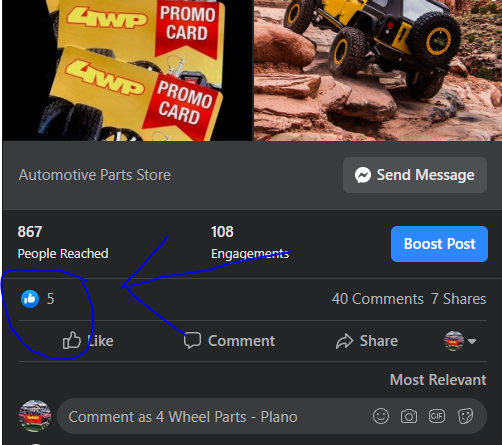 4WP
PROMO
CARD
4WP
PROMO
CARD
Automotive Parts Store
Send Message
867
People Reached
108
Engagements
Boost Post
5
40 Comments 7 Shares
Like
Comment
Share
Most Relevant
Comment as 4 Wheel Parts - Plano
GIF